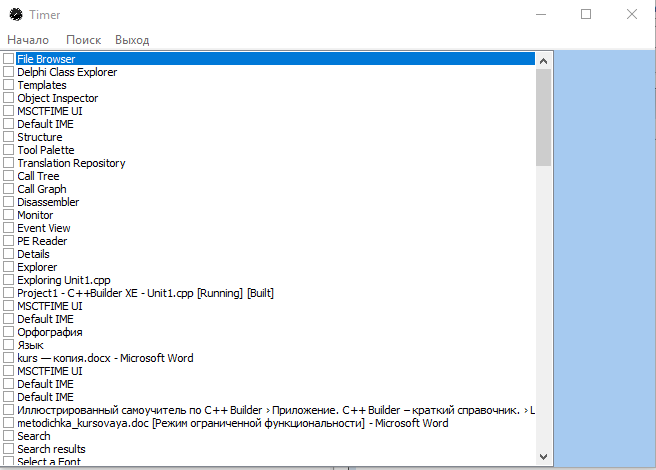 Timer
Начало Поиск Выход
File Browser
Delphi Class Explorer
Templates
Object Inspector
MSCTFIME UI
Default IME
Structure
Tool Palette
Translation Repository
Call Tree
Call Graph
Disassembler
Monitor
Event View
PE Reader
Details
Explorer
Exploring Unit1.cpp
Project1 - C++Builder XE - Unit1.cpp [Running] [Built]
MSCTFIME UI
Default IME
Орфография
Язык
kurs — копия.docx - Microsoft Word
MSCTFIME UI
Default IME
Default IME
Иллюстрированный самоучитель по C++ Builder › Приложение. C++ Builder – краткий справочник. › L
metodichka_kursovaya.doc [Режим ограниченной функциональности] - Microsoft Word
Search
Search results
Select a Font